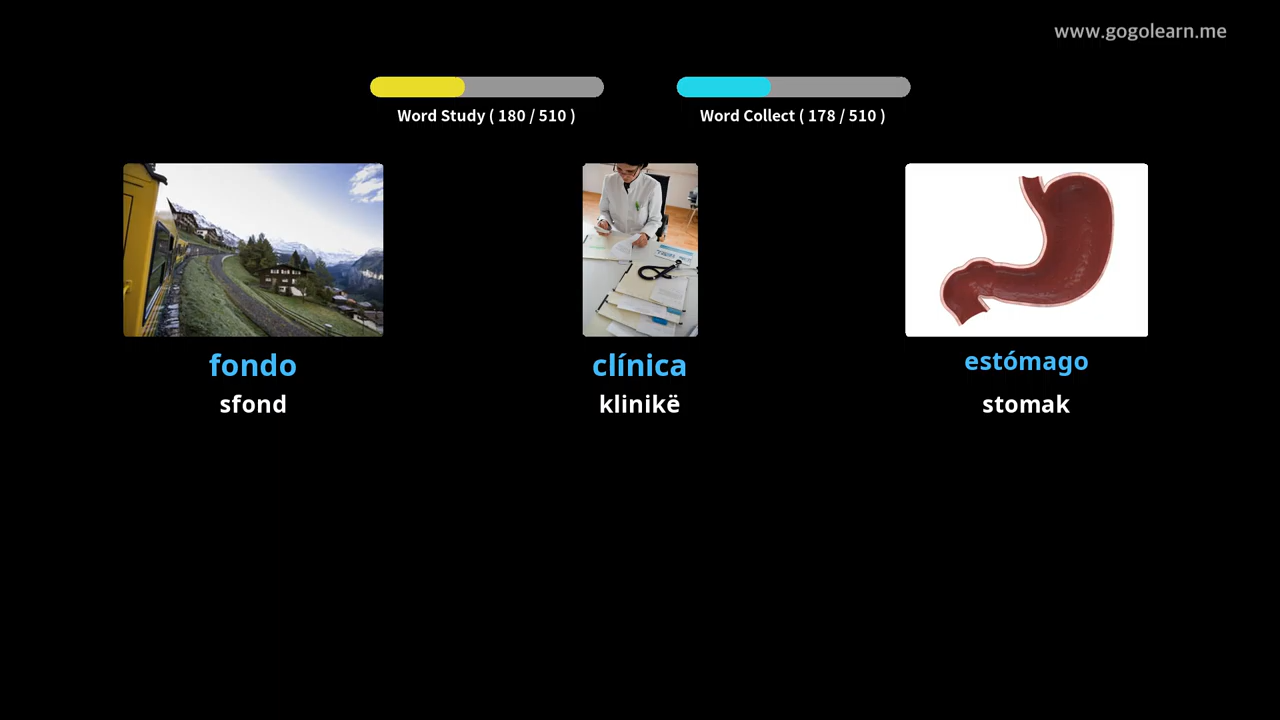 www.gogolearn.me
Word Study ( 180 / 510 )
Word Collect ( 178 / 510 )
fondo
sfond
clínica
klinikë
estómago
stomak